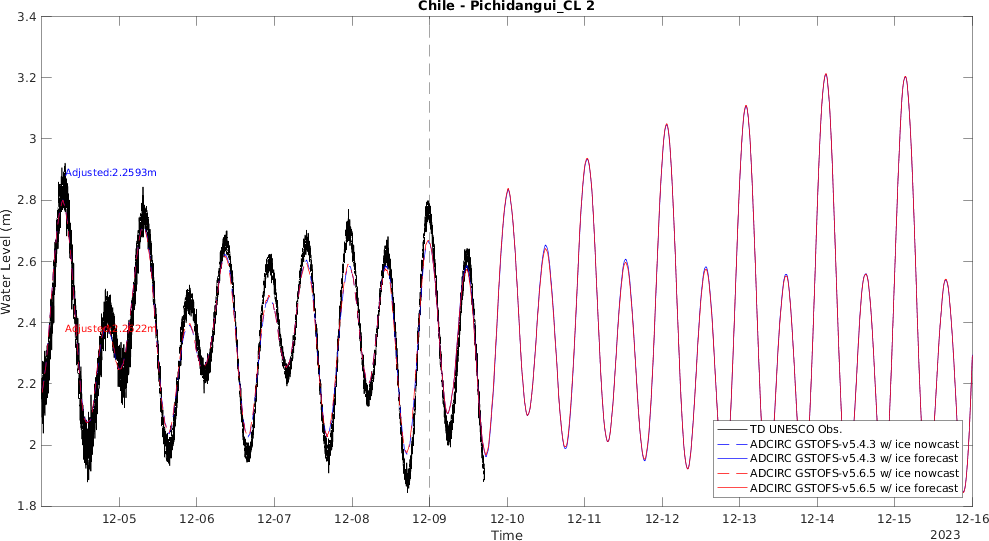 Chile - Pichidangui_CL 2
3.4
3.2
3
2.8
2.6
2.4
2.2
2
1.8
Water Level (m)
Adjusted:2.2593m
Adjusted:2.2522m
TD UNESCO Obs.
ADCIRC GSTOFS-v5.4.3 w/ ice nowcast
ADCIRC GSTOFS-v5.4.3 w/ ice forecast
ADCIRC GSTOFS-v5.6.5 w/ ice nowcast
ADCIRC GSTOFS-v5.6.5 w/ ice forecast
12-05 12-06 12-07 12-08 12-09 12-10 12-11 12-12 12-13 12-14 12-15 12-16
Time
2023